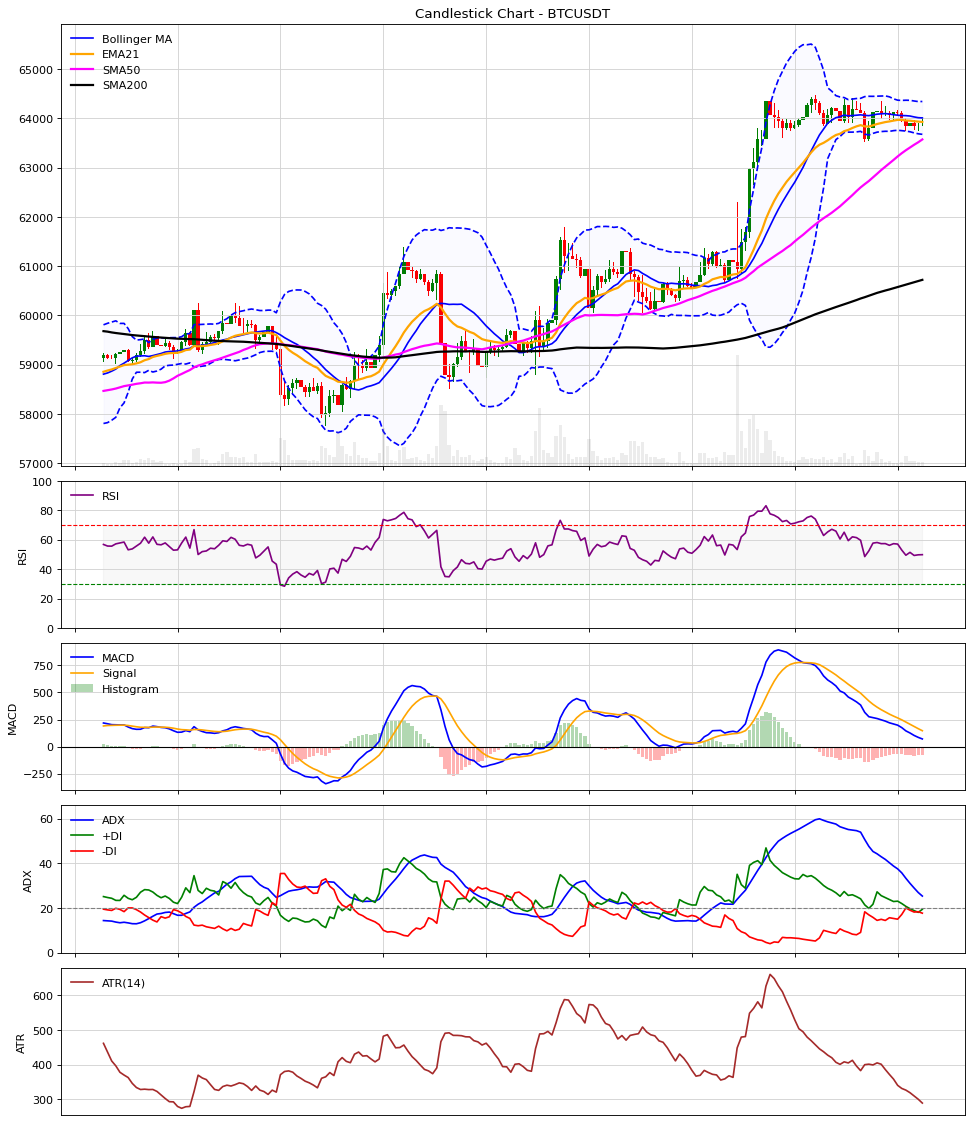 Candlestick Chart - BTCUSDT
Bollinger MA
EMA21
SMA50
SMA200
65000
64000
63000
62000
61000
60000
59000
58000
57000
100
80
60
40
20
0
RSI
RSI
750
500
250
0
−250
MACD
MACD
Signal
Histogram
60
40
20
0
ADX
ADX
+DI
-DI
600
500
400
300
ATR
ATR(14)